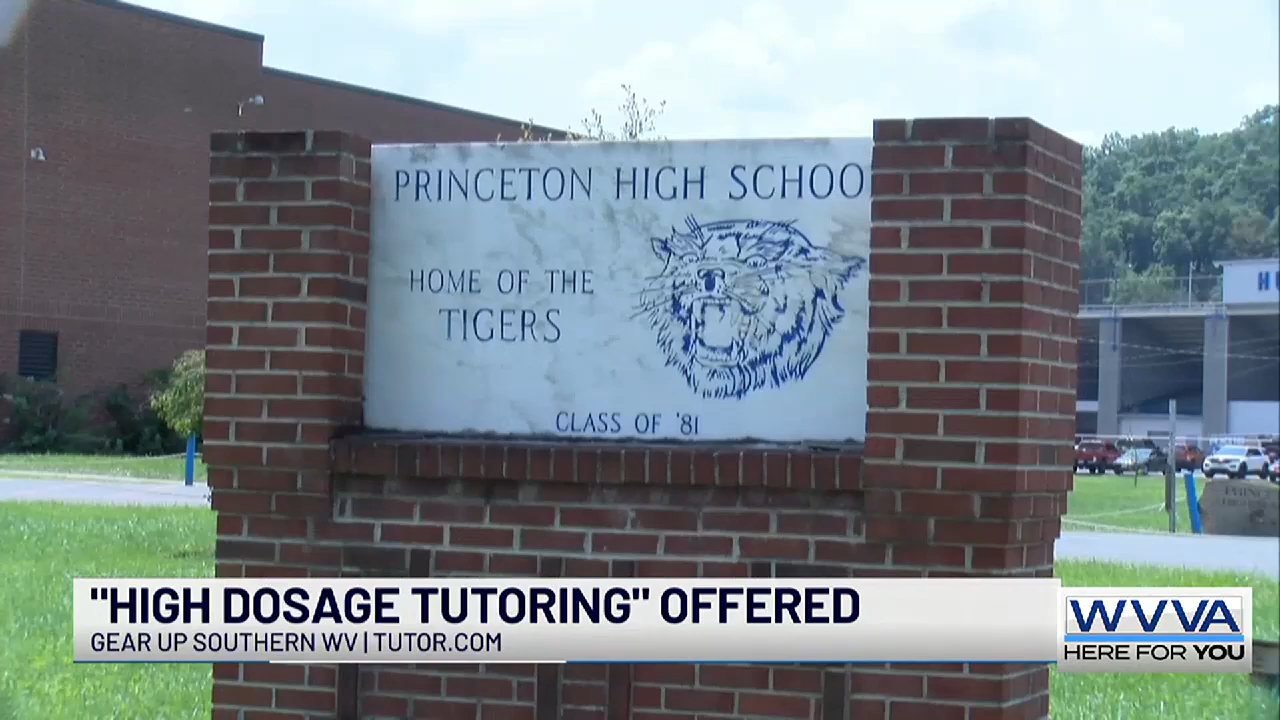 PRINCETON HIGH SCHOO
HOME OF THE
TIGERS
CLASS OF '81
H
"HIGH DOSAGE TUTORING" OFFERED
GEAR UP SOUTHERN WV | TUTOR.COM
WVVA
HERE FOR YOU